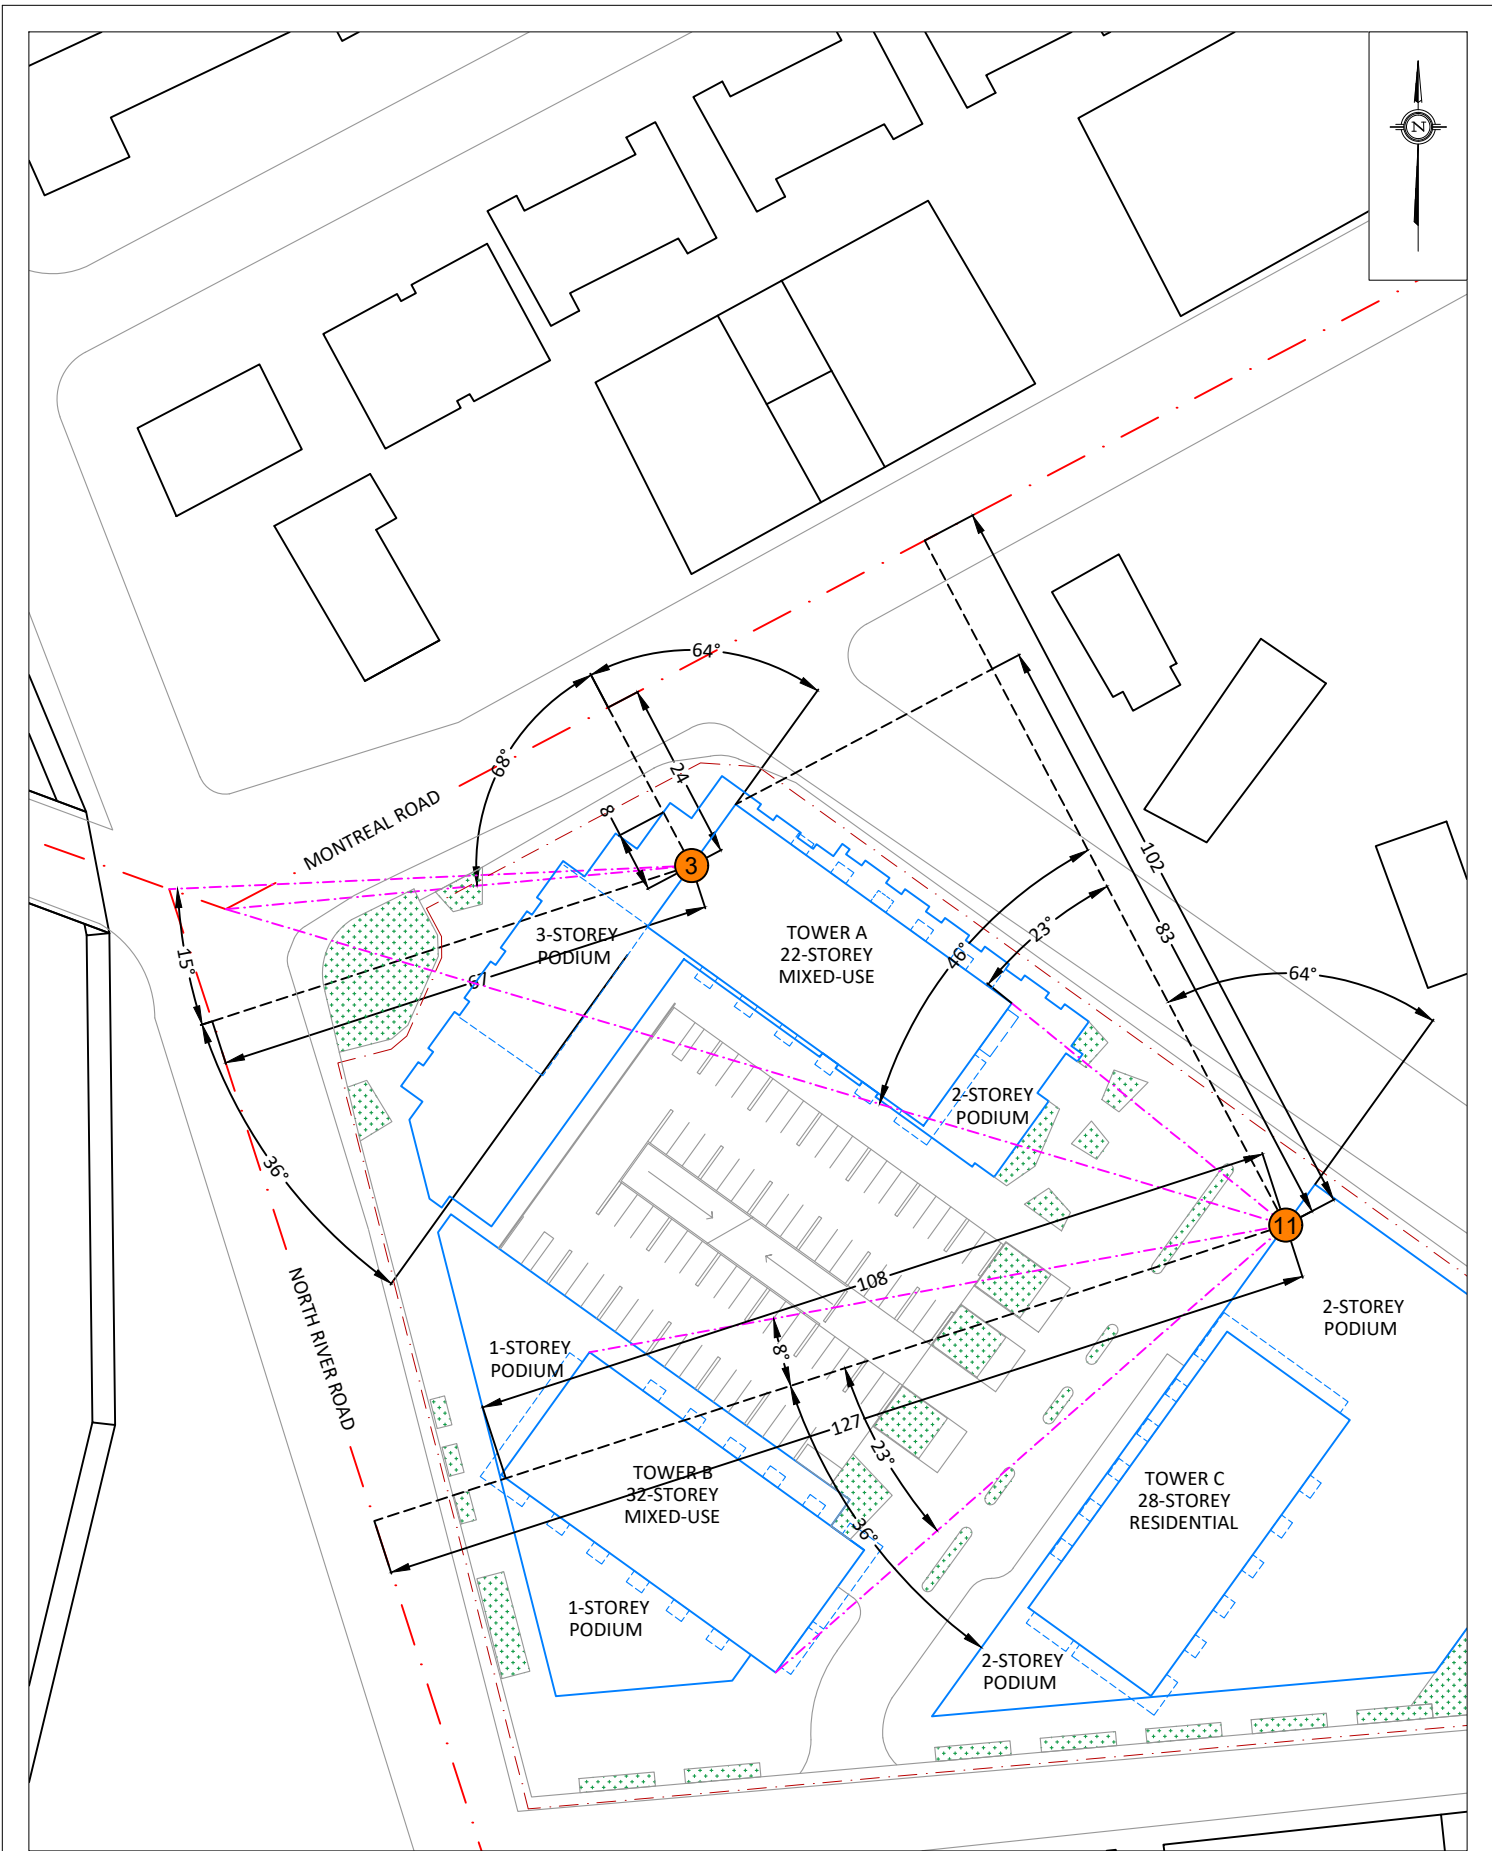 N
64°
68°
24
8
MONTREAL ROAD
3
102
83
3-STOREY
PODIUM
TOWER A
22-STOREY
MIXED-USE
23°
46°
15°
67
64°
2-STOREY
PODIUM
36°
11
NORTH RIVER ROAD
108
1-STOREY
PODIUM
8°
2-STOREY
PODIUM
127
23°
TOWER B
32-STOREY
MIXED-USE
TOWER C
28-STOREY
RESIDENTIAL
36°
1-STOREY
PODIUM
2-STOREY
PODIUM